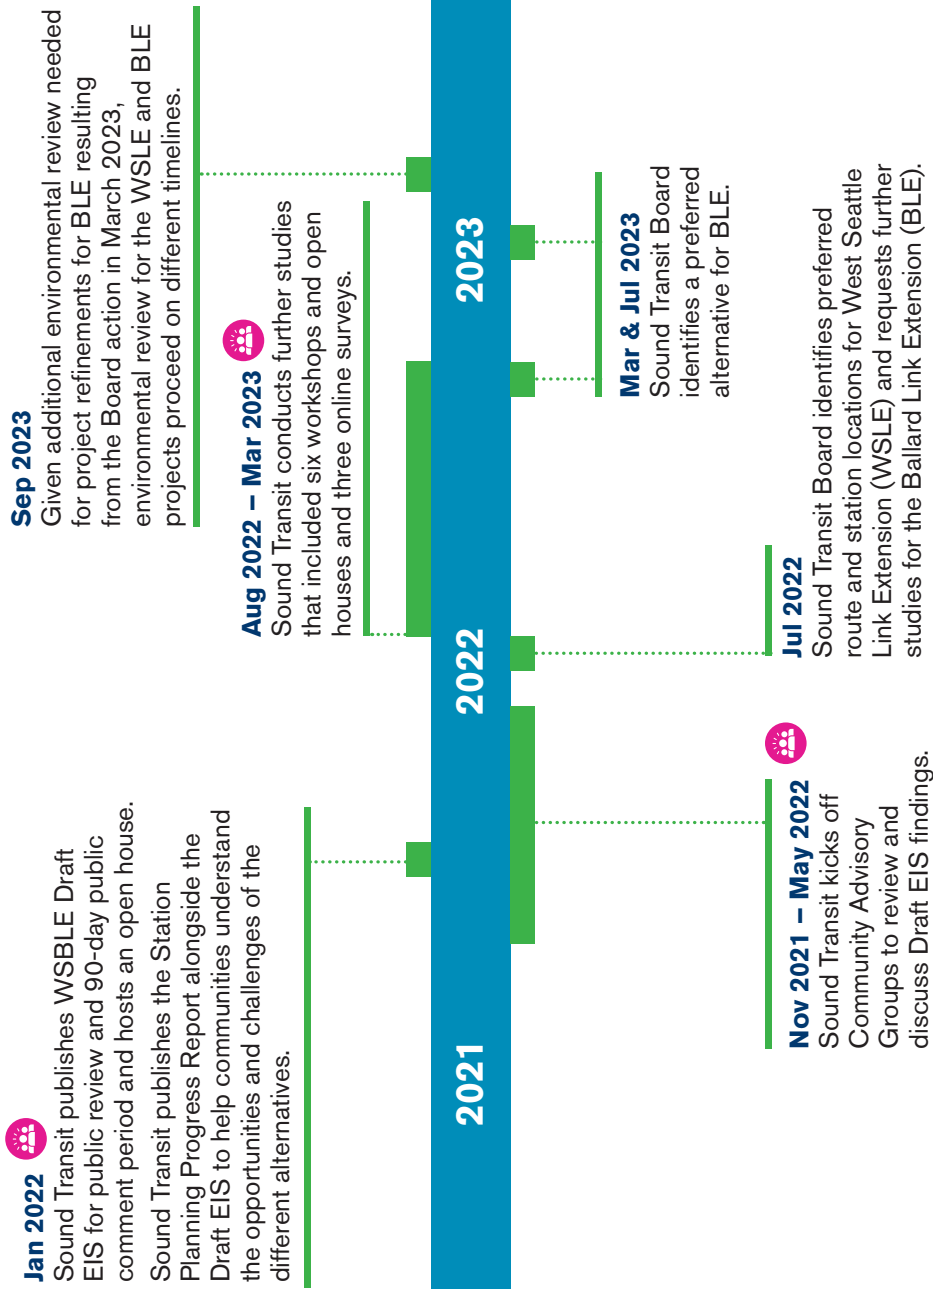 Jan 2022
Sound Transit publishes WSBLE Draft
EIS for public review and 90-day public
comment period and hosts an open house.
Sound Transit publishes the Station
Planning Progress Report alongside the
Draft EIS to help communities understand
the opportunities and challenges of the
different alternatives.
Aug 2022 – Mar 2023
Sound Transit conducts further studies
that included six workshops and open
houses and three online surveys.
Sep 2023
Given additional environmental review needed
for project refinements for BLE resulting
from the Board action in March 2023,
environmental review for the WSLE and BLE
projects proceed on different timelines.
2021
2022
2023
Nov 2021 – May 2022
Sound Transit kicks off
Community Advisory
Groups to review and
discuss Draft EIS findings.
Jul 2022
Sound Transit Board identifies preferred
route and station locations for West Seattle
Link Extension (WSLE) and requests further
studies for the Ballard Link Extension (BLE).
Mar & Jul 2023
Sound Transit Board
identifies a preferred
alternative for BLE.